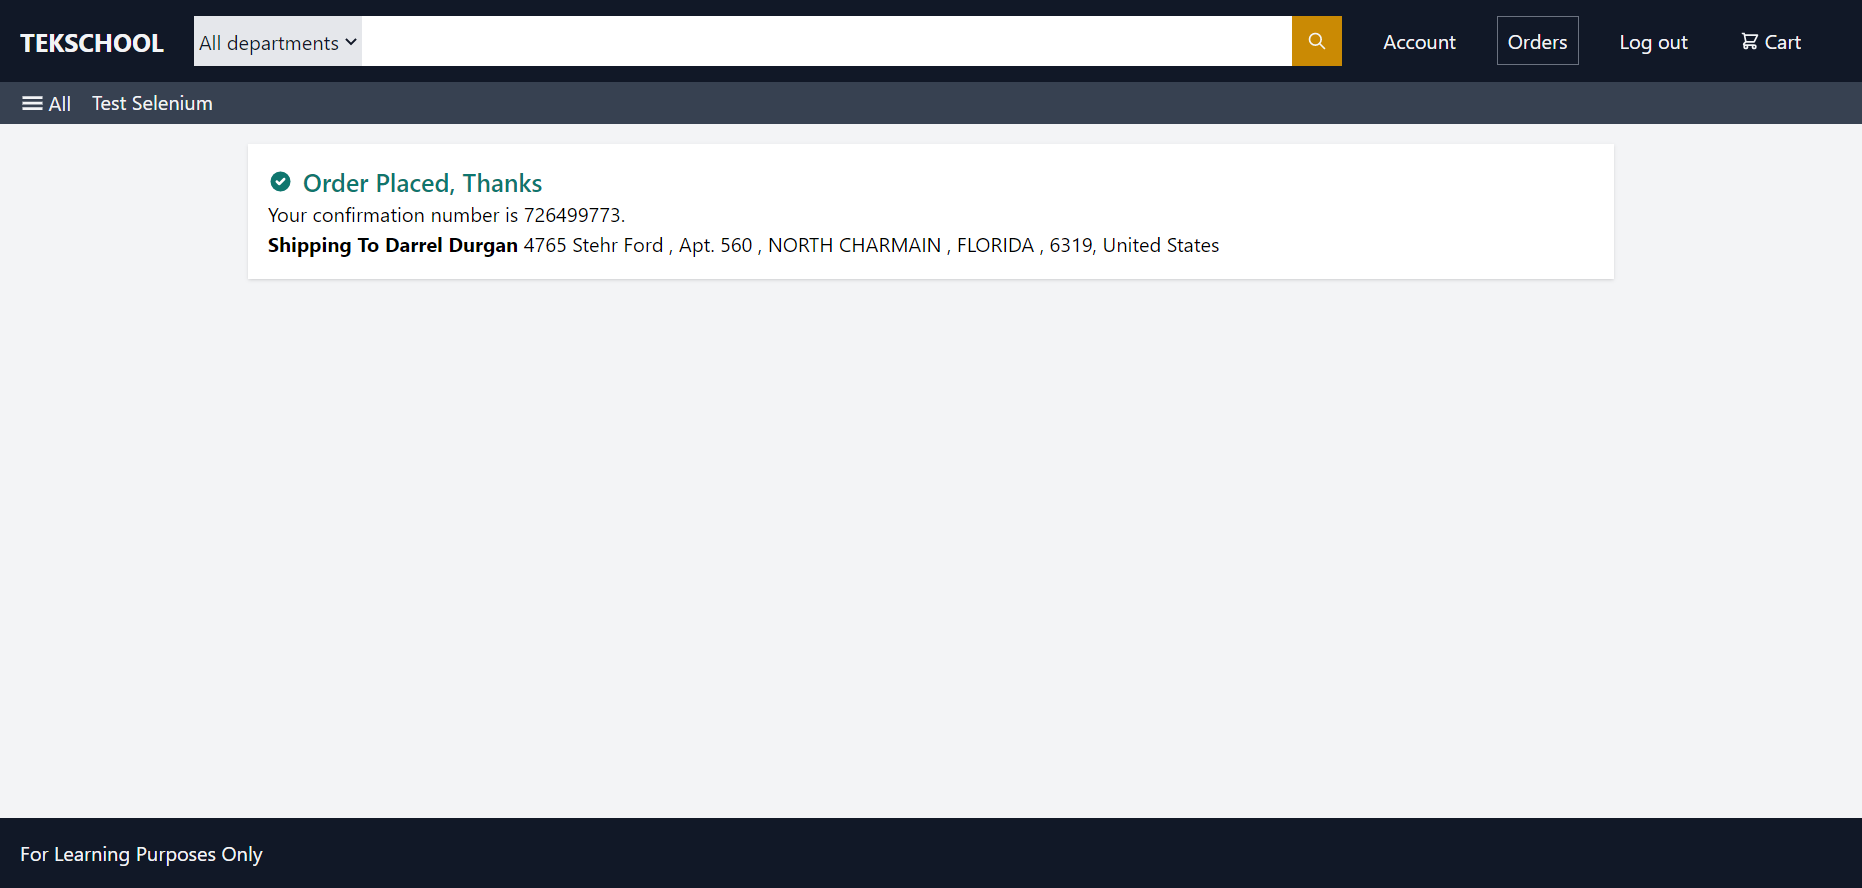 TEKSCHOOL
All departments
Account
Orders
Log out
Cart
All
Test Selenium
Order Placed, Thanks
Your confirmation number is 726499773.
Shipping To Darrel Durgan 4765 Stehr Ford , Apt. 560 , NORTH CHARMAIN , FLORIDA , 6319, United States
For Learning Purposes Only